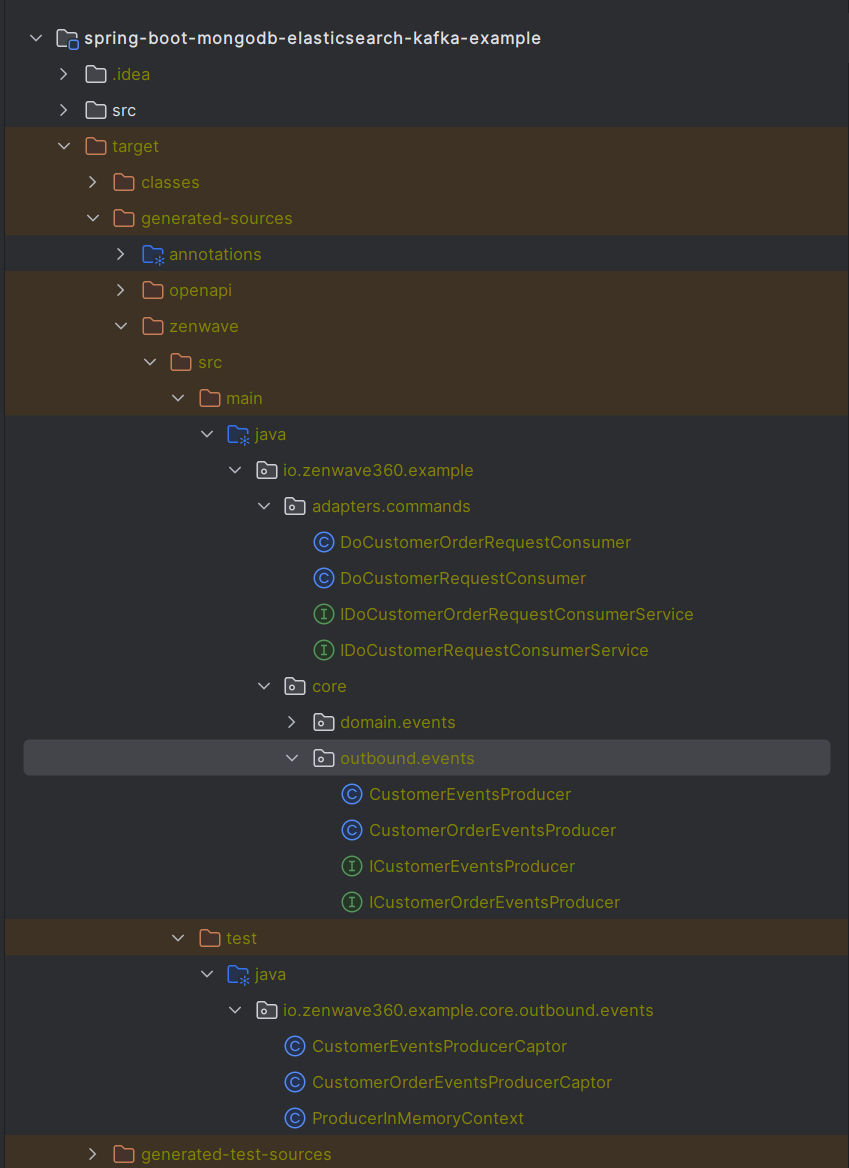 spring-boot-mongodb-elasticsearch-kafka-example
.idea
src
target
classes
generated-sources
annotations
openapi
zenwave
src
main
java
io.zenwave360.example
adapters.commands
C DoCustomerOrderRequestConsumer
C DoCustomerRequestConsumer
I IDoCustomerOrderRequestConsumerService
I IDoCustomerRequestConsumerService
core
domain.events
outbound.events
C CustomerEventsProducer
C CustomerOrderEventsProducer
I ICustomerEventsProducer
I ICustomerOrderEventsProducer
test
java
io.zenwave360.example.core.outbound.events
C CustomerEventsProducerCaptor
C CustomerOrderEventsProducerCaptor
C ProducerInMemoryContext
generated-test-sources